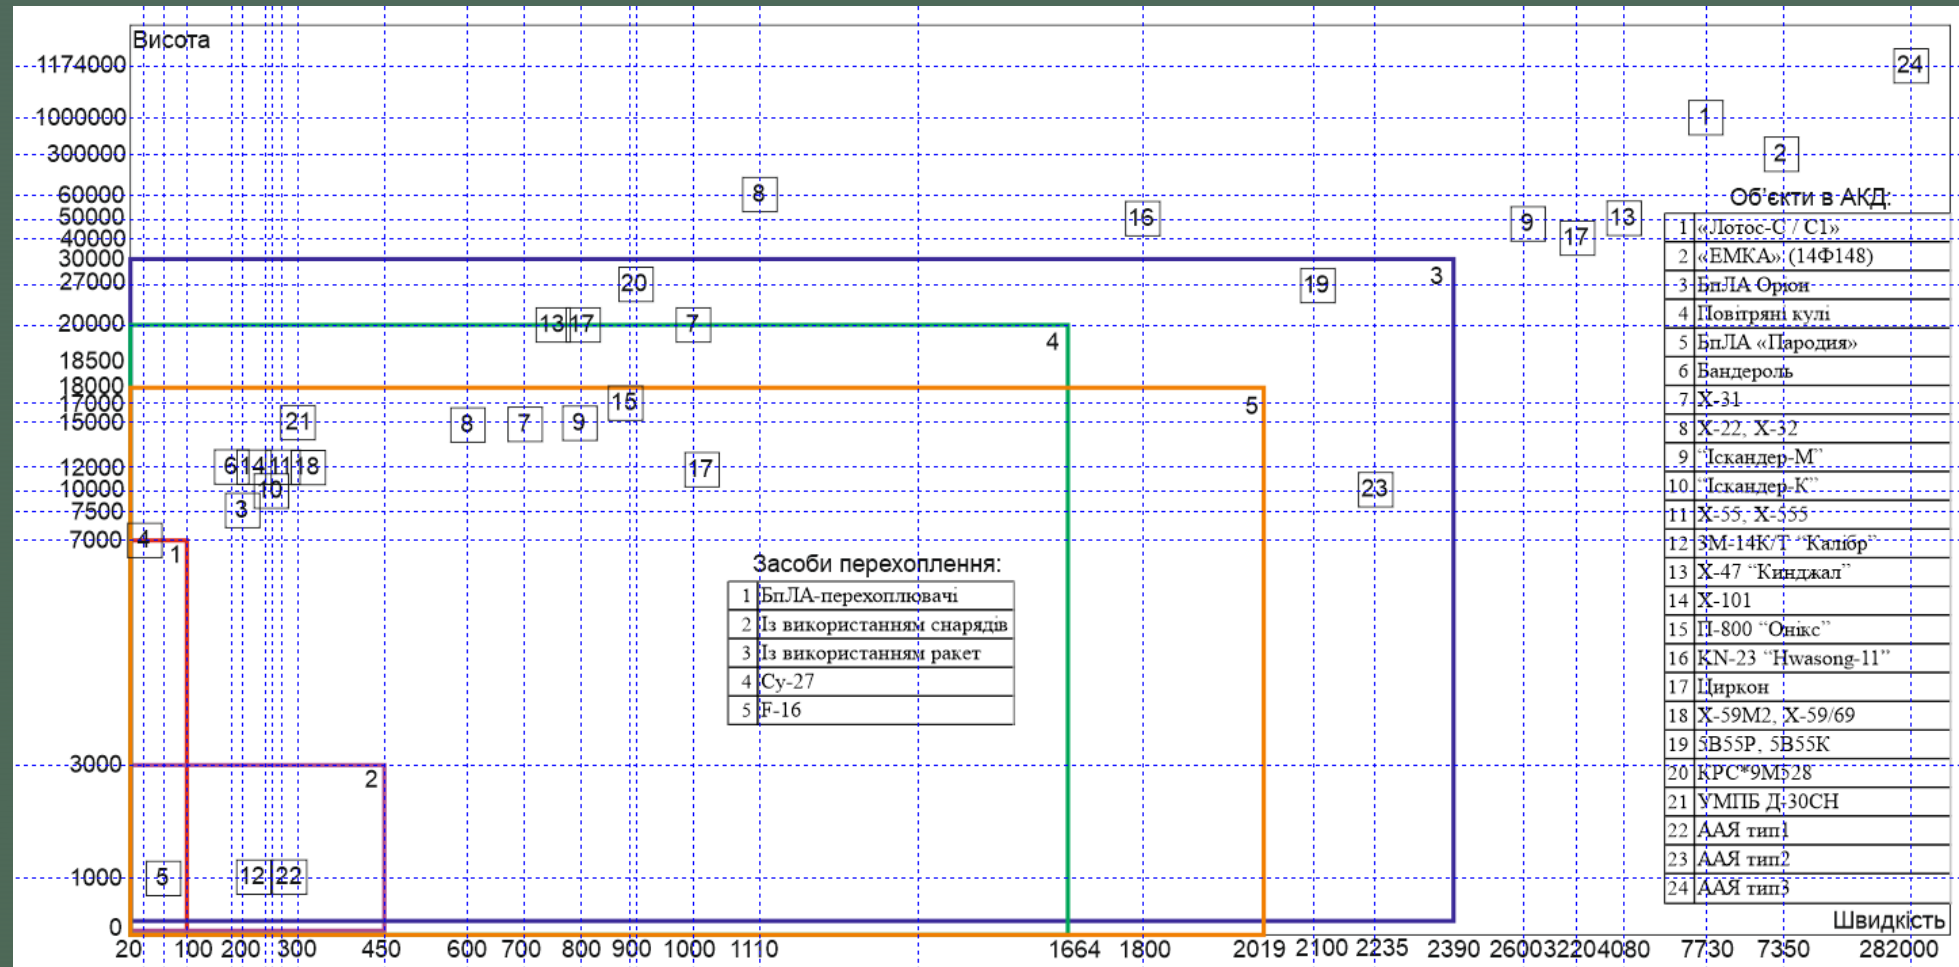 Висота
1174000
24
1000000
1
300000
2
60000
8
Об'єкти в АКД:
50000
16
9
13
40000
17
30000
3
27000
20
19
20000
13
17
7
4
18500
18000
5
17000
15
15000
21
8
7
9
12000
6
14
11
18
17
10000
10
23
7500
3
7000
4
1
3000
2
1000
5
12
22
0
1 «Лотос-С / С1»
2 «ЕМКА» (14Ф148)
3 БпЛА Оріон
4 Повітряні кулі
5 БпЛА «Пародия»
6 Бандероль
7 Х-31
8 Х-22, Х-32
9 "Іскандер-М"
10 "Іскандер-К"
11 Х-55, Х-555
12 3М-14К/Т "Калібр"
13 Х-47 "Кинджал"
14 Х-101
15 П-800 "Онікс"
16 KN-23 "Hwasong-11"
17 Циркон
18 Х-59М2, Х-59/69
19 5В55Р, 5В55К
20 КРС*9М528
21 УМПБ Д-30СН
22 ААЯ тип1
23 ААЯ тип2
24 ААЯ тип3
Засоби перехоплення:
1 БпЛА-перехоплювачі
2 Із використанням снарядів
3 Із використанням ракет
4 Су-27
5 F-16
Швидкість
20 100 200 300 450 600 700 800 900 1000 1110 1664 1800 2019 2100 2235 2390 2600 3220 4080 7730 7350 282000